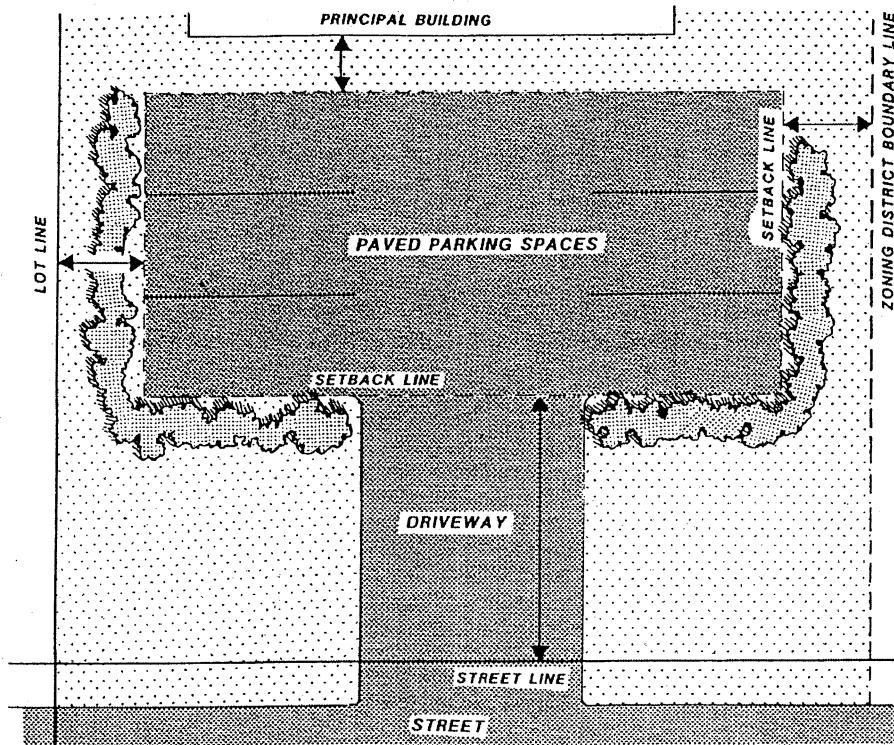 PRINCIPAL BUILDING
ZONING DISTRICT BOUNDARY LINE
SETBACK LINE
LOT LINE
PAVED PARKING SPACES
SETBACK LINE
DRIVEWAY
STREET LINE
STREET